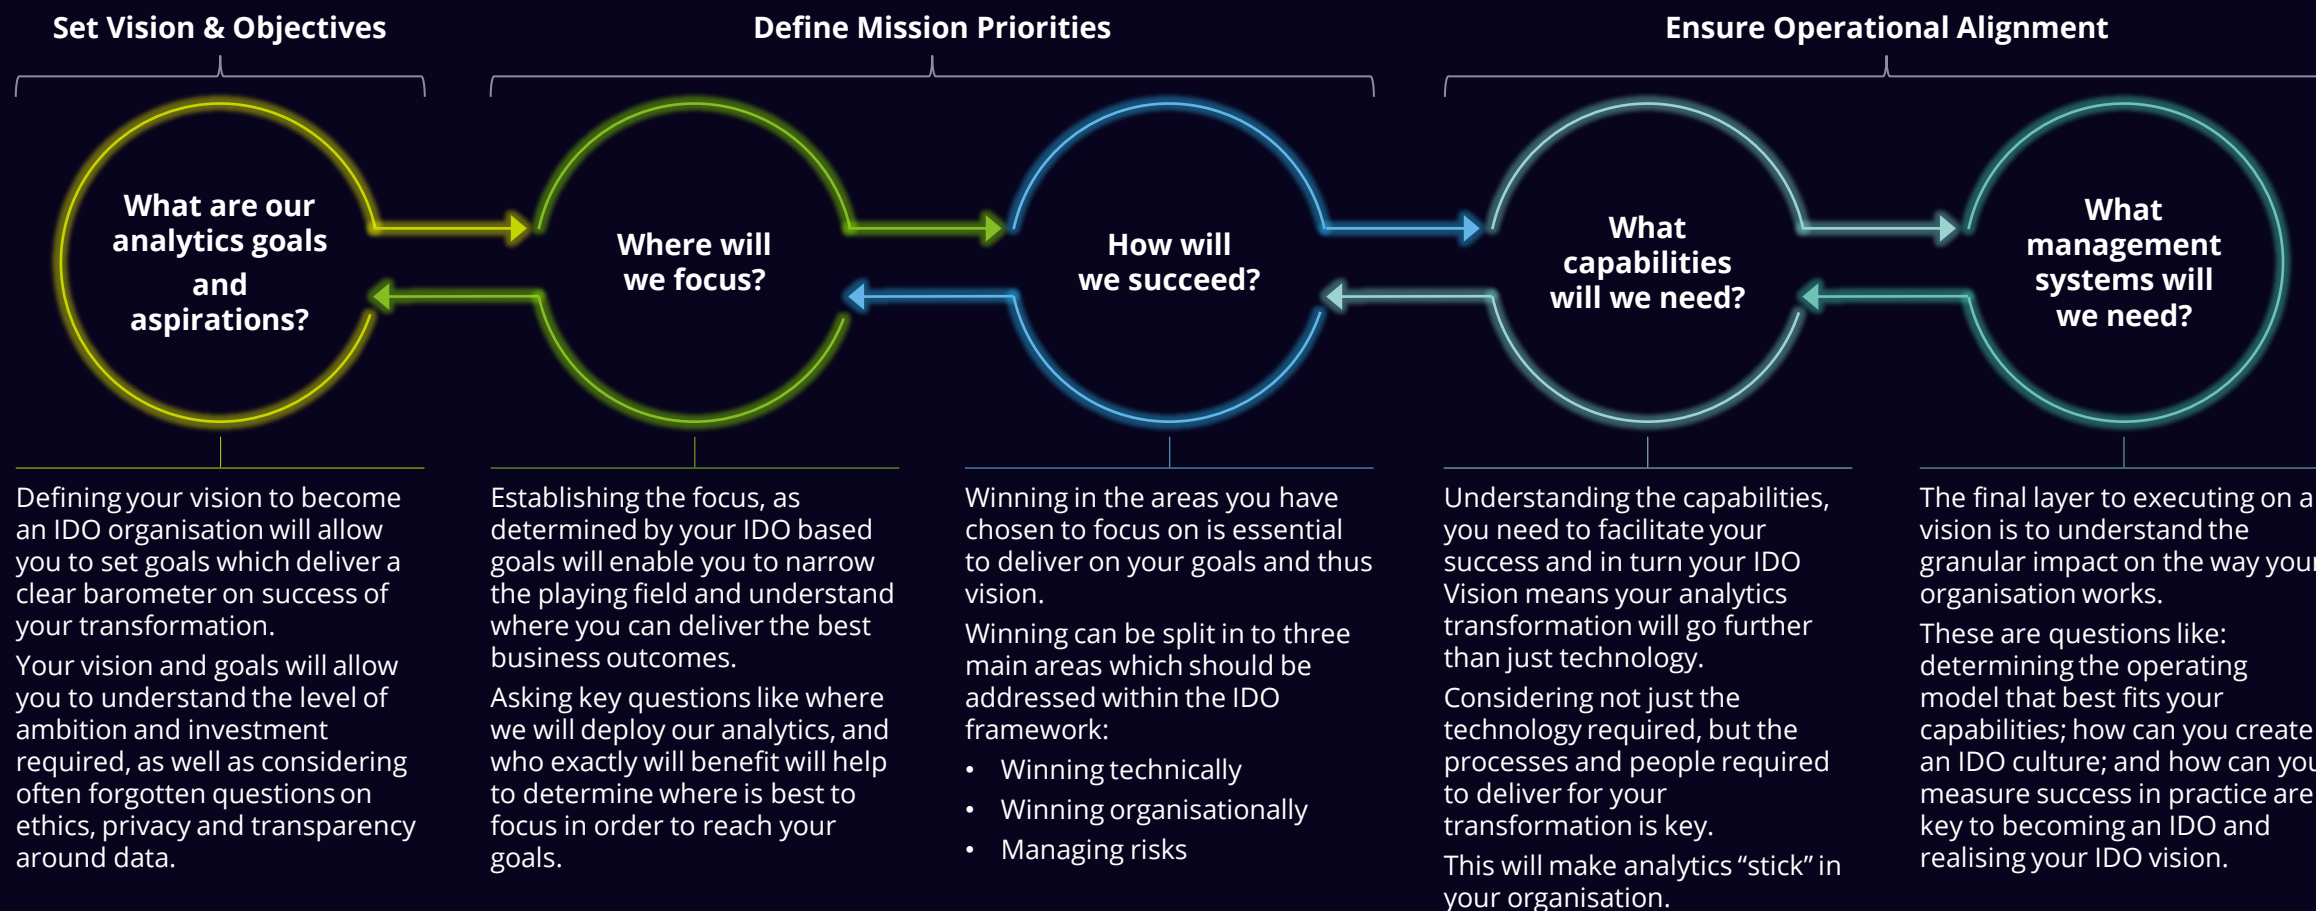 Set Vision & Objectives
Define Mission Priorities
Ensure Operational Alignment
What are our
analytics goals
and
aspirations?
Where will
we focus?
How will
we succeed?
What
capabilities
will we need?
What
management
systems will
we need?
Defining your vision to become
an IDO organisation will allow
you to set goals which deliver a
clear barometer on success of
your transformation.
Your vision and goals will allow
you to understand the level of
ambition and investment
required, as well as considering
often forgotten questions on
ethics, privacy and transparency
around data.
Establishing the focus, as
determined by your IDO based
goals will enable you to narrow
the playing field and understand
where you can deliver the best
business outcomes.
Asking key questions like where
we will deploy our analytics, and
who exactly will benefit will help
to determine where is best to
focus in order to reach your
goals.
Winning in the areas you have
chosen to focus on is essential
to deliver on your goals and thus
vision.
Winning can be split in to three
main areas which should be
addressed within the IDO
framework:
• Winning technically
• Winning organisationally
• Managing risks
Understanding the capabilities,
you need to facilitate your
success and in turn your IDO
Vision means your analytics
transformation will go further
than just technology.
Considering not just the
technology required, but the
processes and people required
to deliver for your
transformation is key.
This will make analytics “stick” in
your organisation.
The final layer to executing on a
vision is to understand the
granular impact on the way your
organisation works.
These are questions like:
determining the operating
model that best fits your
capabilities; how can you create
an IDO culture; and how can you
measure success in practice are
key to becoming an IDO and
realising your IDO vision.